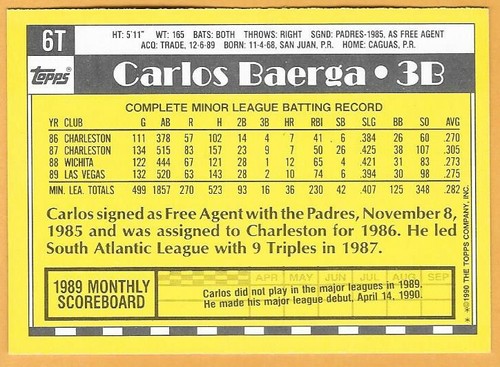 6T
HT: 5'11" WT: 165 BATS: BOTH THROWS: RIGHT SGND: PADRES-1985, AS FREE AGENT
ACQ: TRADE, 12-6-89 BORN: 11-4-68, SAN JUAN, P.R. HOME: CAGUAS, P.R.
Topps
Carlos Baerga • 3B
COMPLETE MINOR LEAGUE BATTING RECORD
YR CLUB G AB R H 2B 3B HR RBI SB SLG BB SO AVG
86 CHARLESTON 111 378 57 102 14 4 7 41 6 .384 26 60 .270
87 CHARLESTON 134 515 83 157 23 9 7 50 26 .425 38 107 .305
88 WICHITA 122 444 67 121 28 1 12 65 4 .421 31 83 .273
89 LAS VEGAS 132 520 63 143 28 2 10 74 6 .394 30 98 .275
MIN. LEA. TOTALS 499 1857 270 523 93 16 36 230 42 .407 125 348 .282
Carlos signed as Free Agent with the Padres, November 8,
1985 and was assigned to Charleston for 1986. He led
South Atlantic League with 9 Triples in 1987.
1989 MONTHLY
SCOREBOARD
APR MAY JUN JUL AUG SEP
Carlos did not play in the major leagues in 1989.
He made his major league debut, April 14, 1990.
* ©1990 THE TOPPS COMPANY, INC.